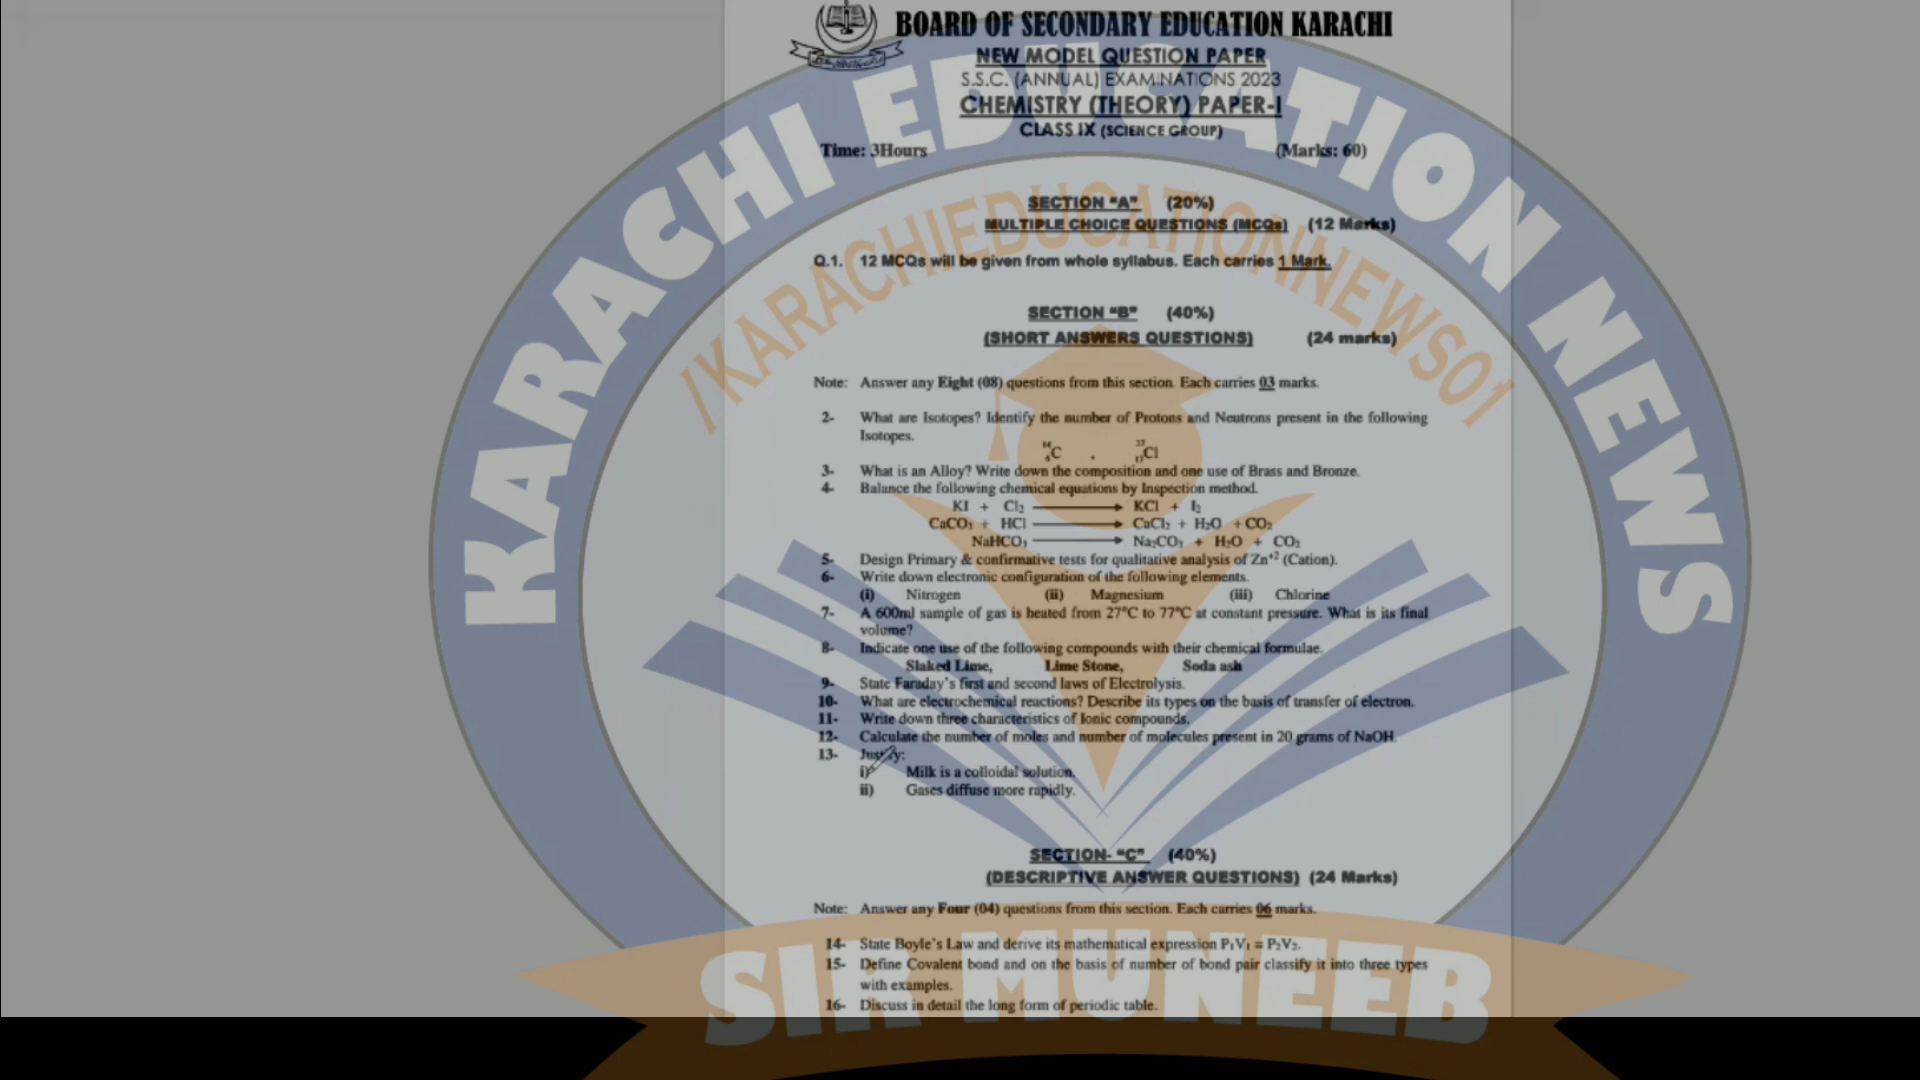 BOARD OF SECONDARY EDUCATION KARACHI
NEW MODEL QUESTION PAPER
S.S.C. (ANNUAL) EXAMINATIONS 2023
CHEMISTRY (THEORY) PAPER-I
CLASS IX (SCIENCE GROUP)
Time: 3Hours (Marks: 60)
SECTION "A" (20%)
MULTIPLE CHOICE QUESTIONS (MCQs) (12 Marks)
Q.1. 12 MCQs will be given from whole syllabus. Each carries 1 Mark.
SECTION "B" (40%)
(SHORT ANSWERS QUESTIONS) (24 marks)
Note: Answer any Eight (08) questions from this section. Each carries 03 marks.
2- What are Isotopes? Identify the number of Protons and Neutrons present in the following
Isotopes.
¹⁴₆C , ³⁷₁₇Cl
3- What is an Alloy? Write down the composition and one use of Brass and Bronze.
4- Balance the following chemical equations by Inspection method.
KI + Cl₂ ⟶ KCl + I₂
CaCO₃ + HCl ⟶ CaCl₂ + H₂O + CO₂
NaHCO₃ ⟶ Na₂CO₃ + H₂O + CO₂
5- Design Primary & confirmative tests for qualitative analysis of Zn⁺² (Cation).
6- Write down electronic configuration of the following elements.
(i) Nitrogen (ii) Magnesium (iii) Chlorine
7- A 600ml sample of gas is heated from 27°C to 77°C at constant pressure. What is its final
volume?
8- Indicate one use of the following compounds with their chemical formulae.
Slaked Lime, Lime Stone, Soda ash
9- State Faraday's first and second laws of Electrolysis.
10- What are electrochemical reactions? Describe its types on the basis of transfer of electron.
11- Write down three characteristics of Ionic compounds.
12- Calculate the number of moles and number of molecules present in 20 grams of NaOH.
13- Justify:
i) Milk is a colloidal solution.
ii) Gases diffuse more rapidly.
SECTION- "C" (40%)
(DESCRIPTIVE ANSWER QUESTIONS) (24 Marks)
Note: Answer any Four (04) questions from this section. Each carries 06 marks.
14- State Boyle's Law and derive its mathematical expression P₁V₁ = P₂V₂.
15- Define Covalent bond and on the basis of number of bond pair classify it into three types
with examples.
16- Discuss in detail the long form of periodic table.
KARACHI EDUCATION NEWS
/KARACHIEDUCATIONNEWS01
SIR MUNEEB